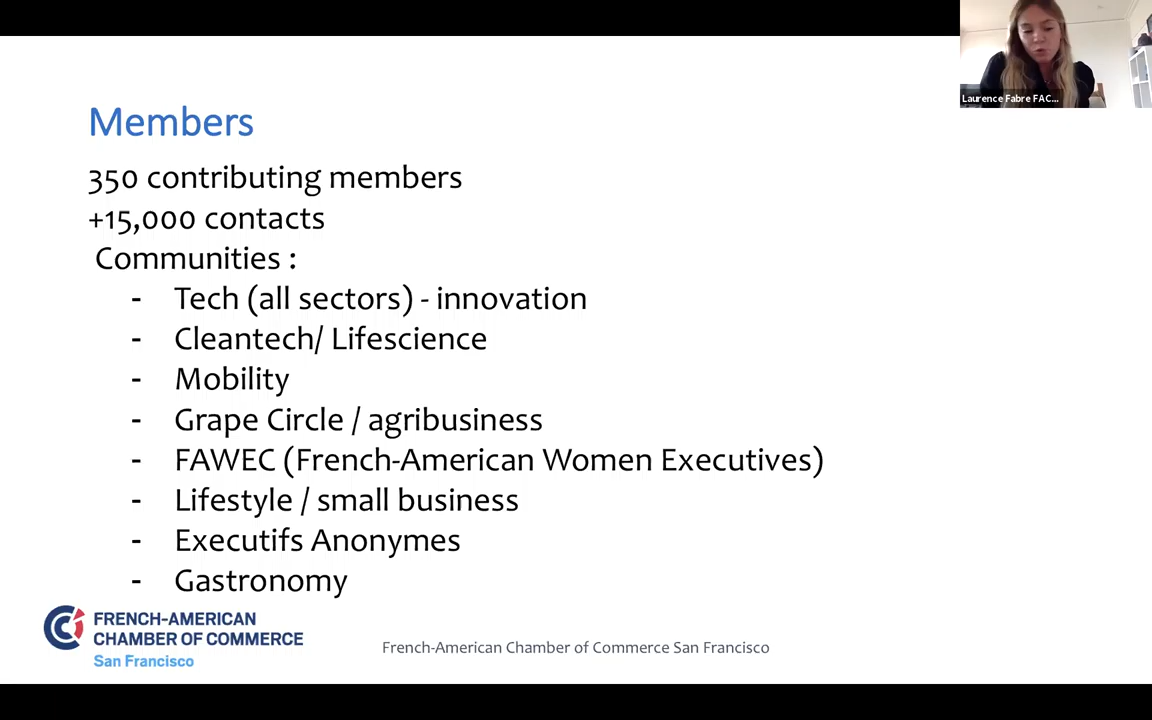 Laurence Fabre FAC...
Members
350 contributing members
+15,000 contacts
Communities :
- Tech (all sectors) - innovation
- Cleantech/ Lifescience
- Mobility
- Grape Circle / agribusiness
- FAWEC (French-American Women Executives)
- Lifestyle / small business
- Executifs Anonymes
- Gastronomy
FRENCH-AMERICAN
CHAMBER OF COMMERCE
San Francisco
French-American Chamber of Commerce San Francisco